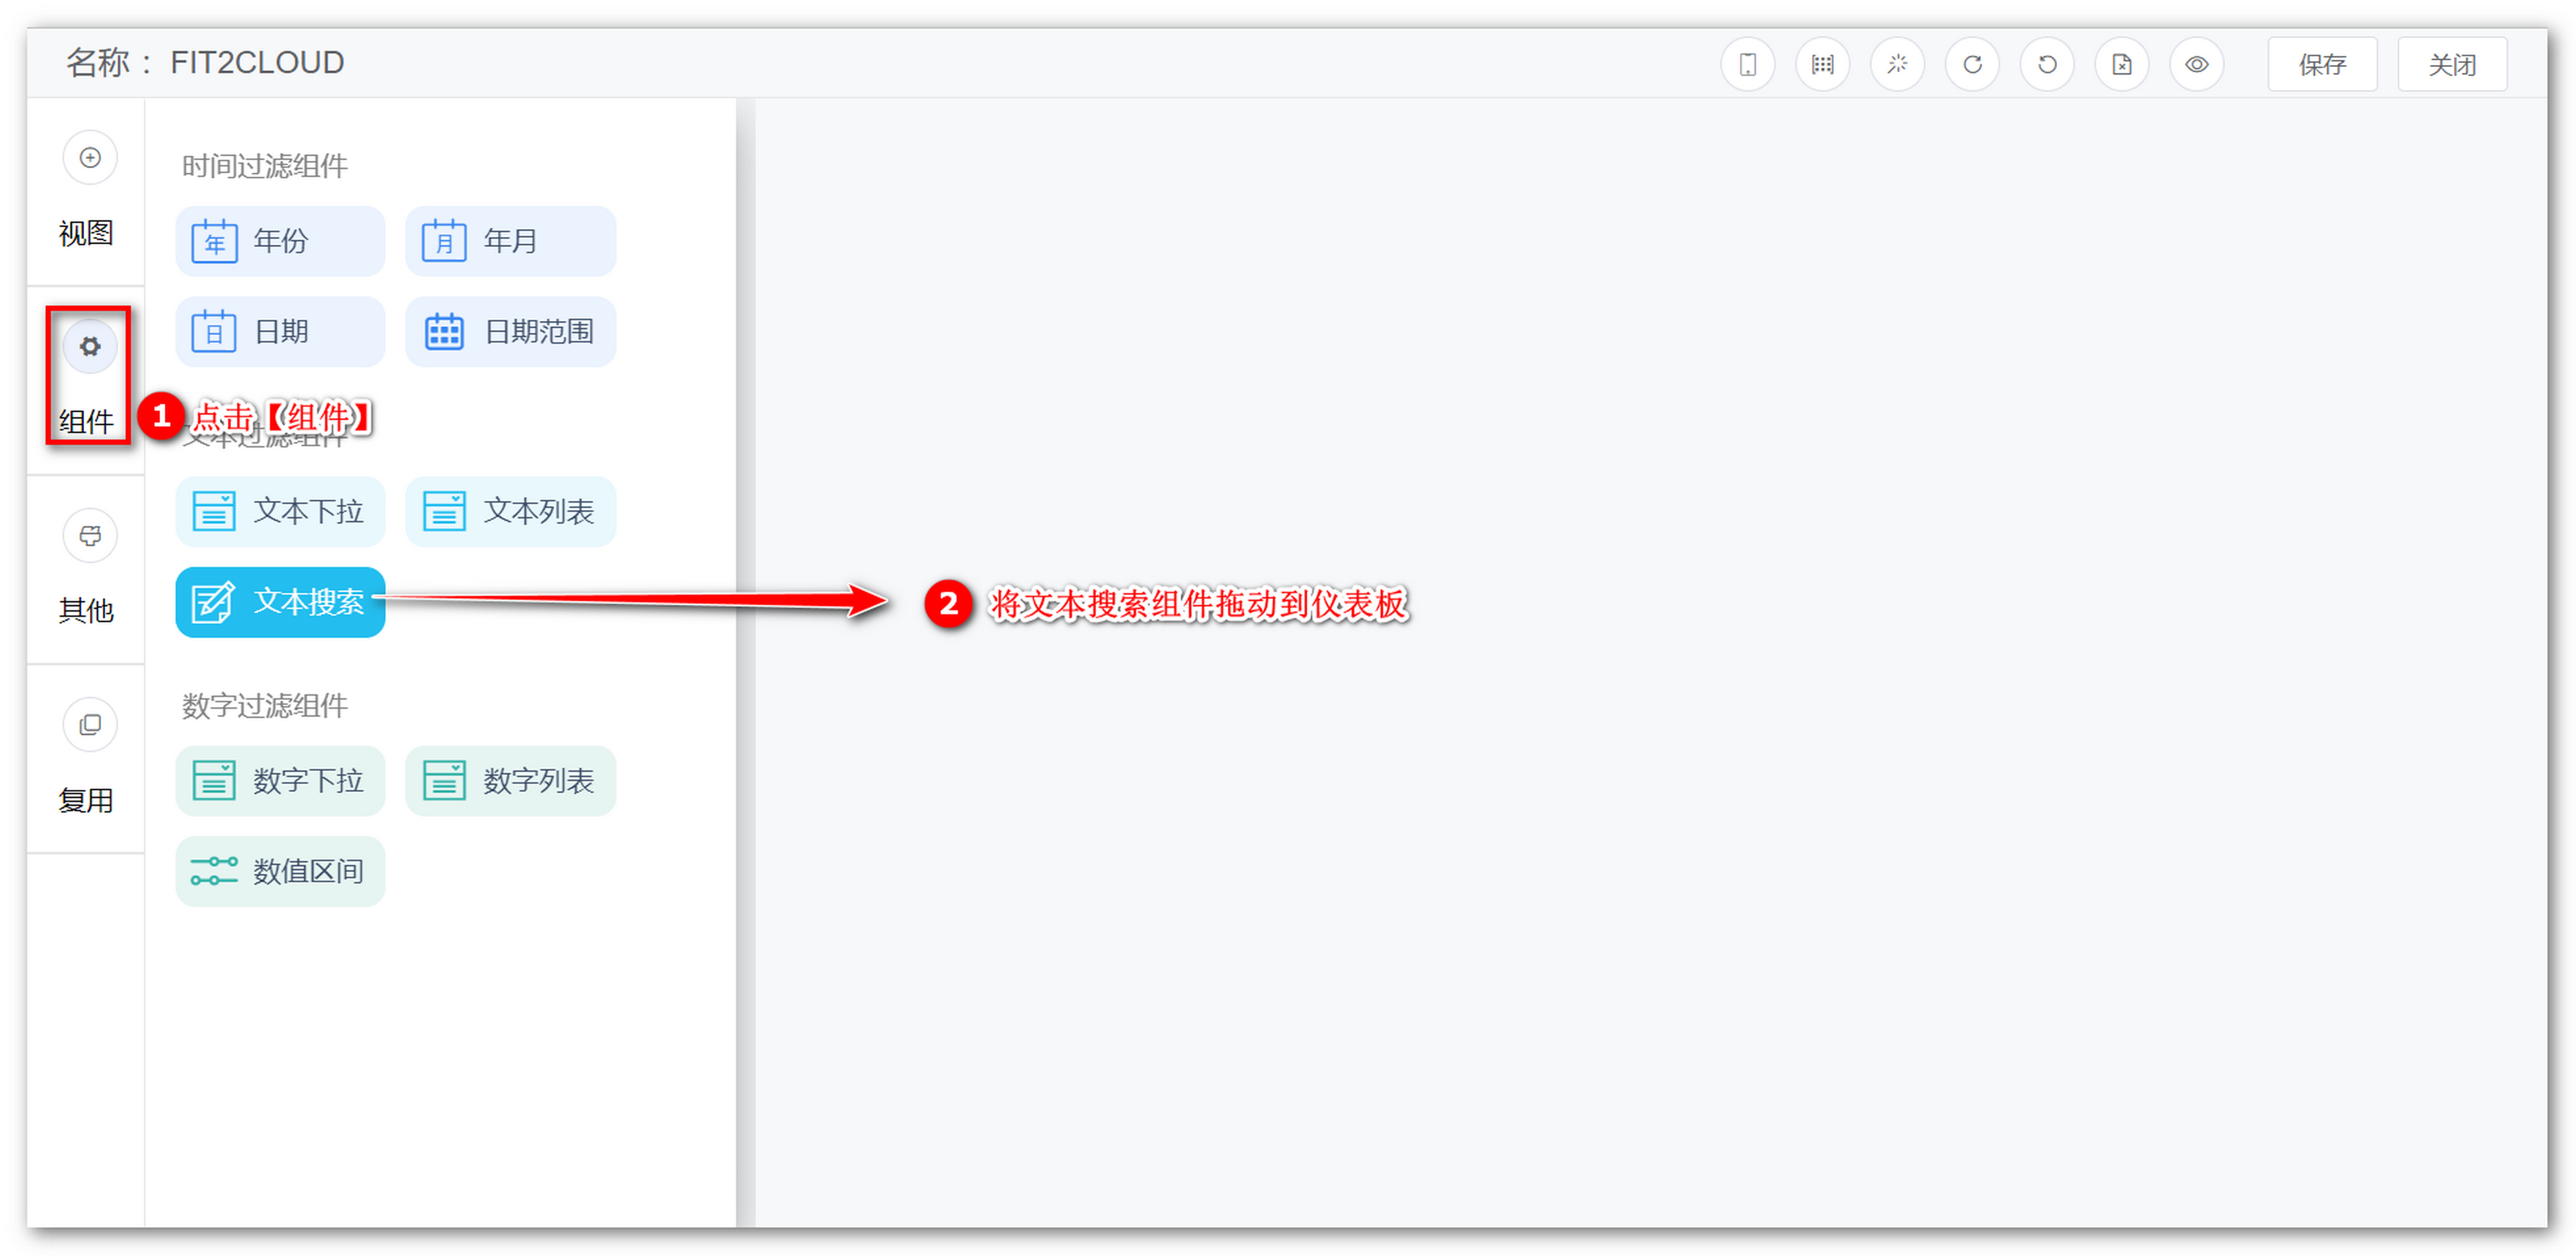 名称： FIT2CLOUD
保存 关闭
视图
组件
其他
复用
时间过滤组件
年 年份 月 年月
日 日期 日期范围
1 点击【组件】
文本过滤组件
文本下拉 文本列表
文本搜索
2 将文本搜索组件拖动到仪表板
数字过滤组件
数字下拉 数字列表
数值区间